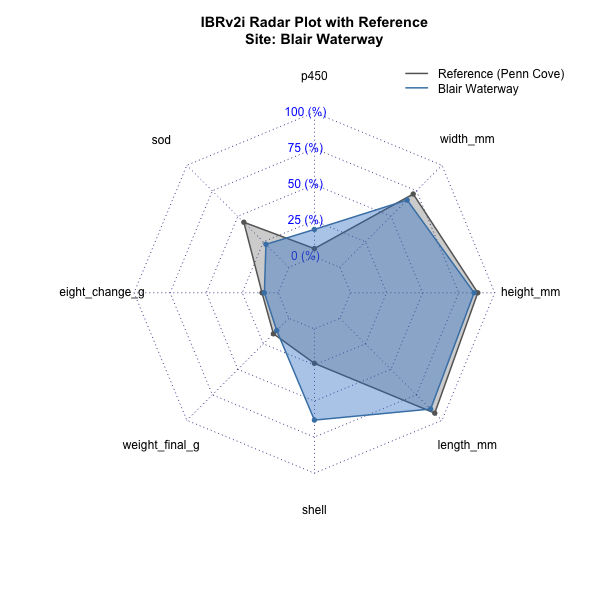 IBRv2i Radar Plot with Reference
Site: Blair Waterway
p450
Reference (Penn Cove)
Blair Waterway
100 (%)
75 (%)
50 (%)
25 (%)
0 (%)
sod
width_mm
eight_change_g
height_mm
weight_final_g
length_mm
shell